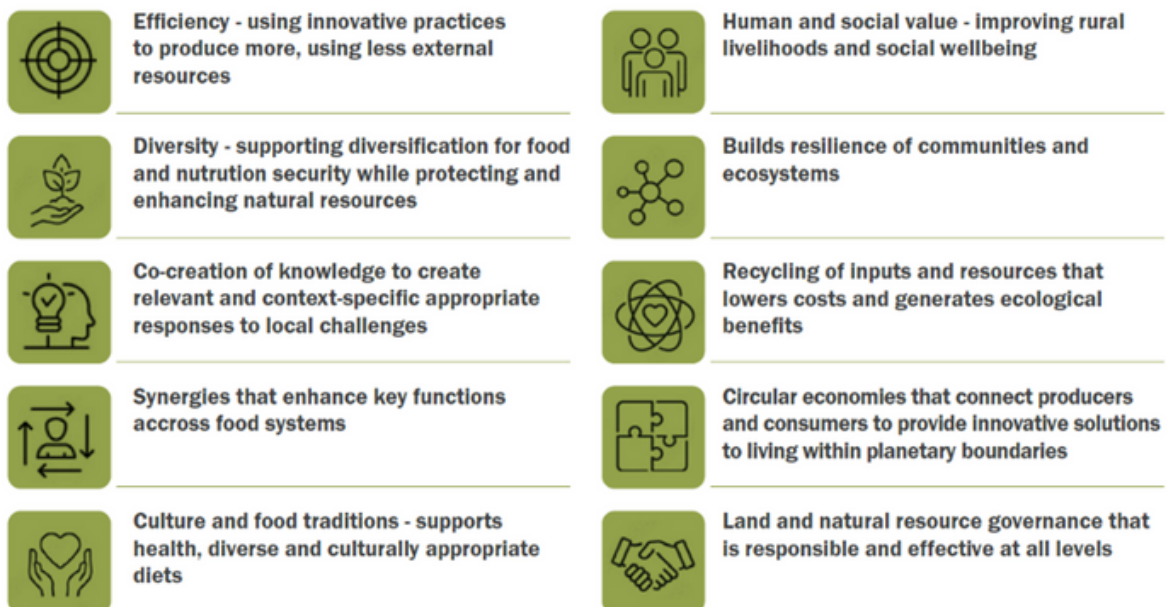 Efficiency - using innovative practices
to produce more, using less external
resources
Diversity - supporting diversification for food
and nutrution security while protecting and
enhancing natural resources
Co-creation of knowledge to create
relevant and context-specific appropriate
responses to local challenges
Synergies that enhance key functions
accross food systems
Culture and food traditions - supports
health, diverse and culturally appropriate
diets
Human and social value - improving rural
livelihoods and social wellbeing
Builds resilience of communities and
ecosystems
Recycling of inputs and resources that
lowers costs and generates ecological
benefits
Circular economies that connect producers
and consumers to provide innovative solutions
to living within planetary boundaries
Land and natural resource governance that
is responsible and effective at all levels